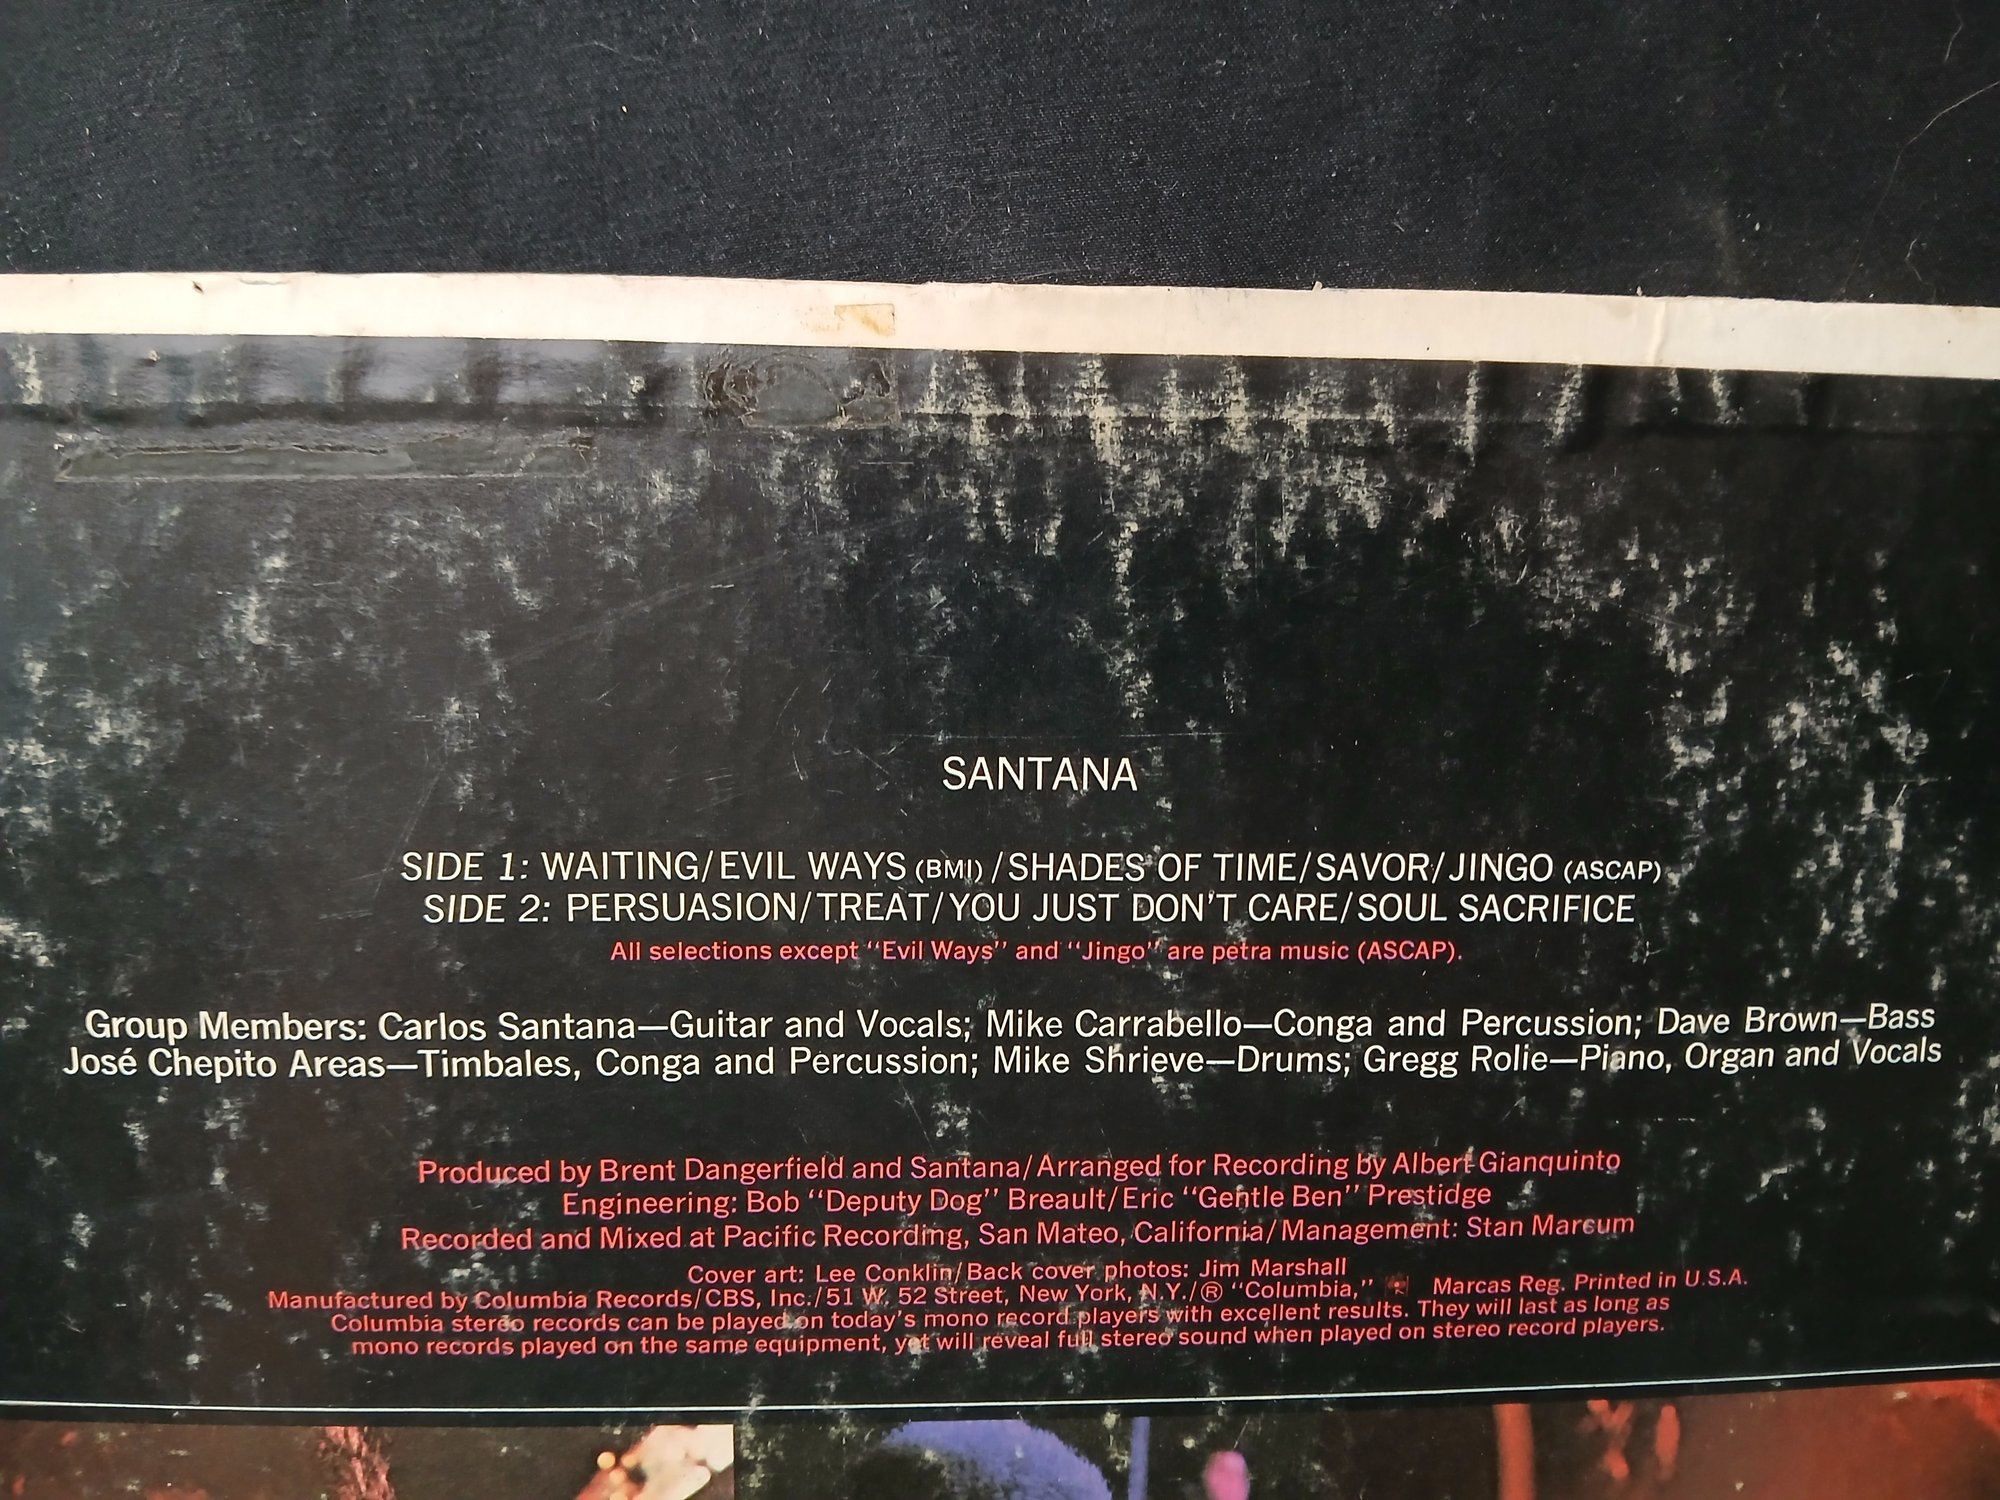 SANTANA
SIDE 1: WAITING/EVIL WAYS (BMI) /SHADES OF TIME/SAVOR/JINGO (ASCAP)
SIDE 2: PERSUASION/TREAT/YOU JUST DON'T CARE/SOUL SACRIFICE
All selections except "Evil Ways" and "Jingo" are petra music (ASCAP).
Group Members: Carlos Santana—Guitar and Vocals; Mike Carrabello—Conga and Percussion; Dave Brown—Bass
José Chepito Areas—Timbales, Conga and Percussion; Mike Shrieve—Drums; Gregg Rolie—Piano, Organ and Vocals
Produced by Brent Dangerfield and Santana/Arranged for Recording by Albert Gianquinto
Engineering: Bob "Deputy Dog" Breault/Eric "Gentle Ben" Prestidge
Recorded and Mixed at Pacific Recording, San Mateo, California/Management: Stan Marcum
Cover art: Lee Conklin/Back cover photos: Jim Marshall
Manufactured by Columbia Records/CBS, Inc./51 W. 52 Street, New York, N.Y./® "Columbia," Marcas Reg. Printed in U.S.A.
Columbia stereo records can be played on today's mono record players with excellent results. They will last as long as
mono records played on the same equipment, yet will reveal full stereo sound when played on stereo record players.